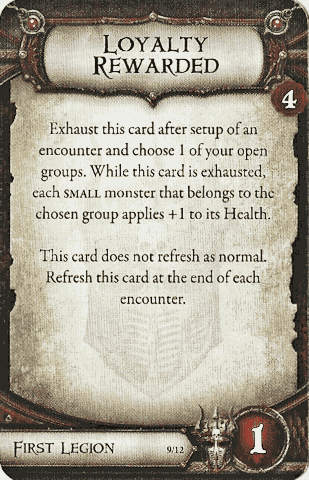 Loyalty
Rewarded
4
Exhaust this card after setup of an
encounter and choose 1 of your open
groups. While this card is exhausted,
each SMALL monster that belongs to the
chosen group applies +1 to its Health.
This card does not refresh as normal.
Refresh this card at the end of each
encounter.
First Legion
9/12
1